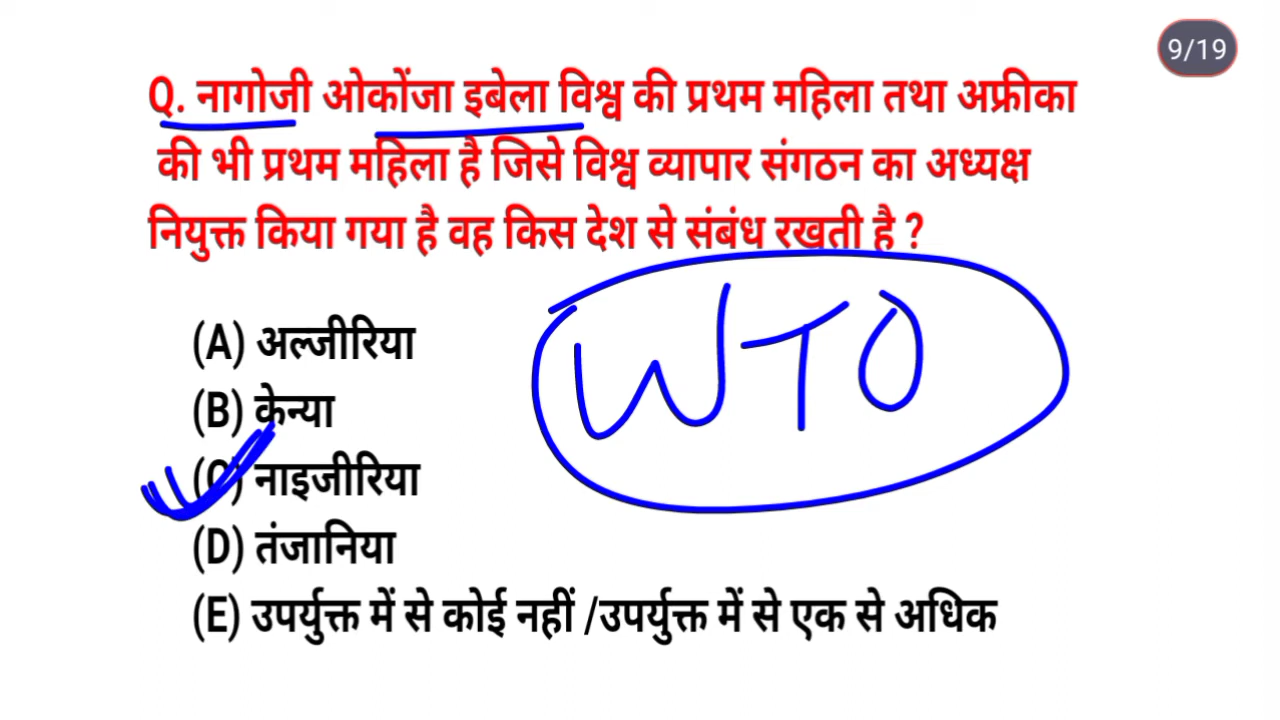 9/19
Q. नागोजी ओकोंजा इबेला विश्व की प्रथम महिला तथा अफ्रीका
की भी प्रथम महिला है जिसे विश्व व्यापार संगठन का अध्यक्ष
नियुक्त किया गया है वह किस देश से संबंध रखती है ?
(A) अल्जीरिया
WTO
(B) केन्या
(C) नाइजीरिया
(D) तंजानिया
(E) उपर्युक्त में से कोई नहीं /उपर्युक्त में से एक से अधिक